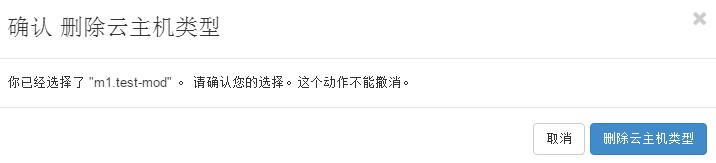 确认 删除云主机类型
×
你已经选择了 "m1.test-mod" 。 请确认您的选择。这个动作不能撤消。
取消
删除云主机类型